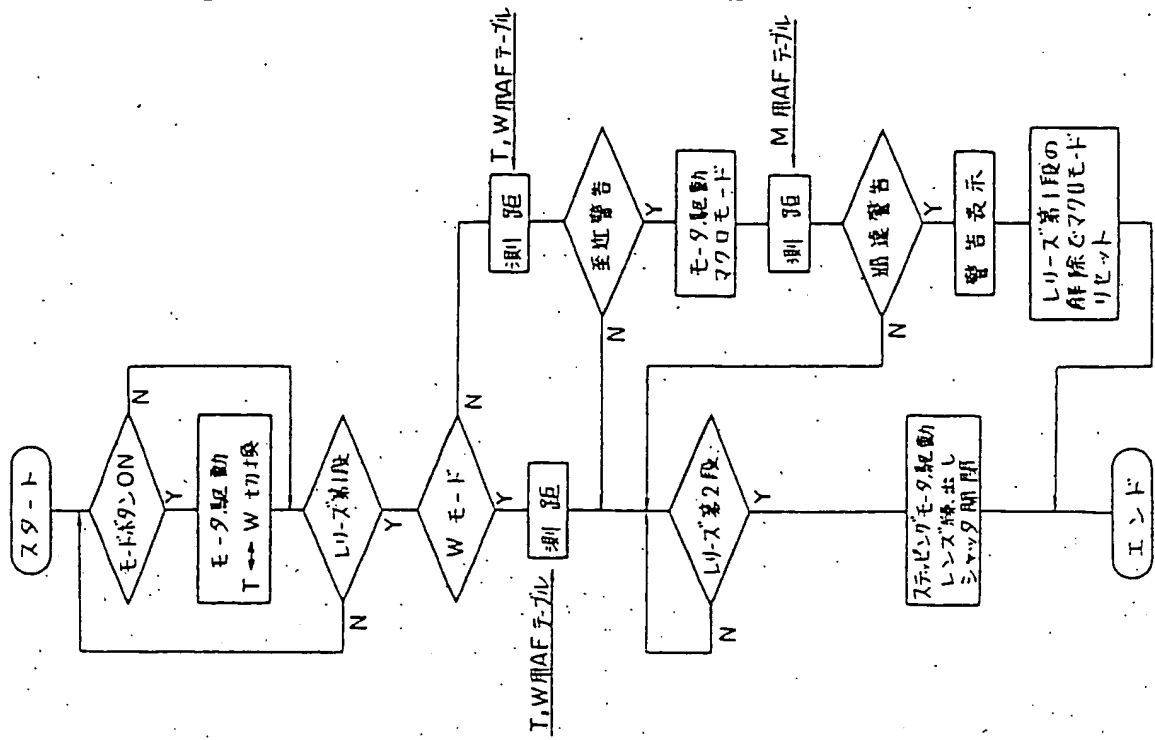 スタート
モードボタンON
Y
N
モータ駆動
T↔W切換
レリーズ第1段
Y
N
Wモード
Y
N
測距
T,W用AFテーブル
測距
T,W用AFテーブル
至近警告
Y
N
モータ駆動
マクロモード
測距
M用AFテーブル
過遠警告
Y
N
警告表示
レリーズ第1段の
解除でマクロモード
リセット
レリーズ第2段
Y
N
ステッピングモータ駆動
レンズ繰出し
シャッタ開閉
エンド